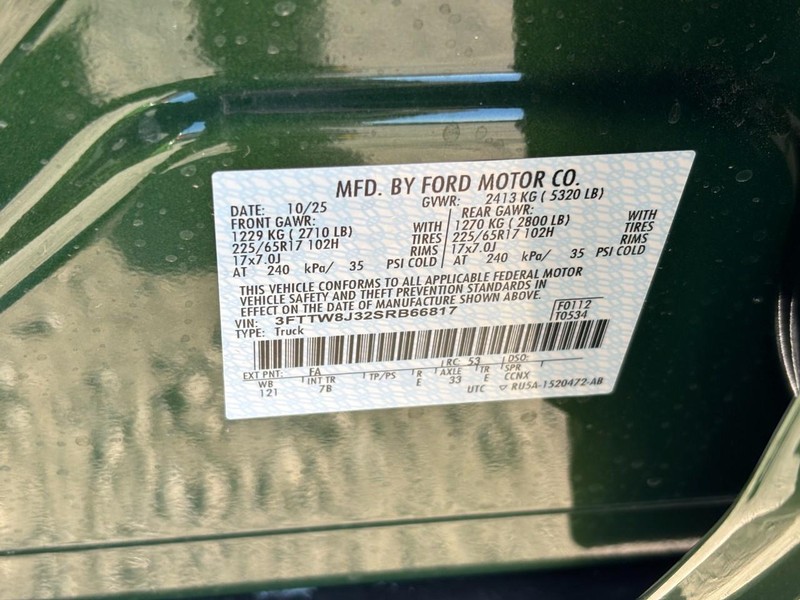 MFD. BY FORD MOTOR CO.
DATE: 10/25 GVWR: 2413 KG ( 5320 LB)
FRONT GAWR: REAR GAWR:
1229 KG ( 2710 LB) WITH 1270 KG ( 2800 LB) WITH
225/65R17 102H TIRES 225/65R17 102H TIRES
17x7.0J RIMS 17x7.0J RIMS
AT 240 kPa/ 35 PSI COLD AT 240 kPa/ 35 PSI COLD
THIS VEHICLE CONFORMS TO ALL APPLICABLE FEDERAL MOTOR
VEHICLE SAFETY AND THEFT PREVENTION STANDARDS IN
EFFECT ON THE DATE OF MANUFACTURE SHOWN ABOVE.
VIN: 3FTTW8J32SRB66817 F0112
TYPE: Truck T0534
EXT PNT: FA RC: 53 DSO:
WB INT TR TP/PS R AXLE TR SPR
121 7B E 33 E CCNX
UTC RU5A-1520472-AB